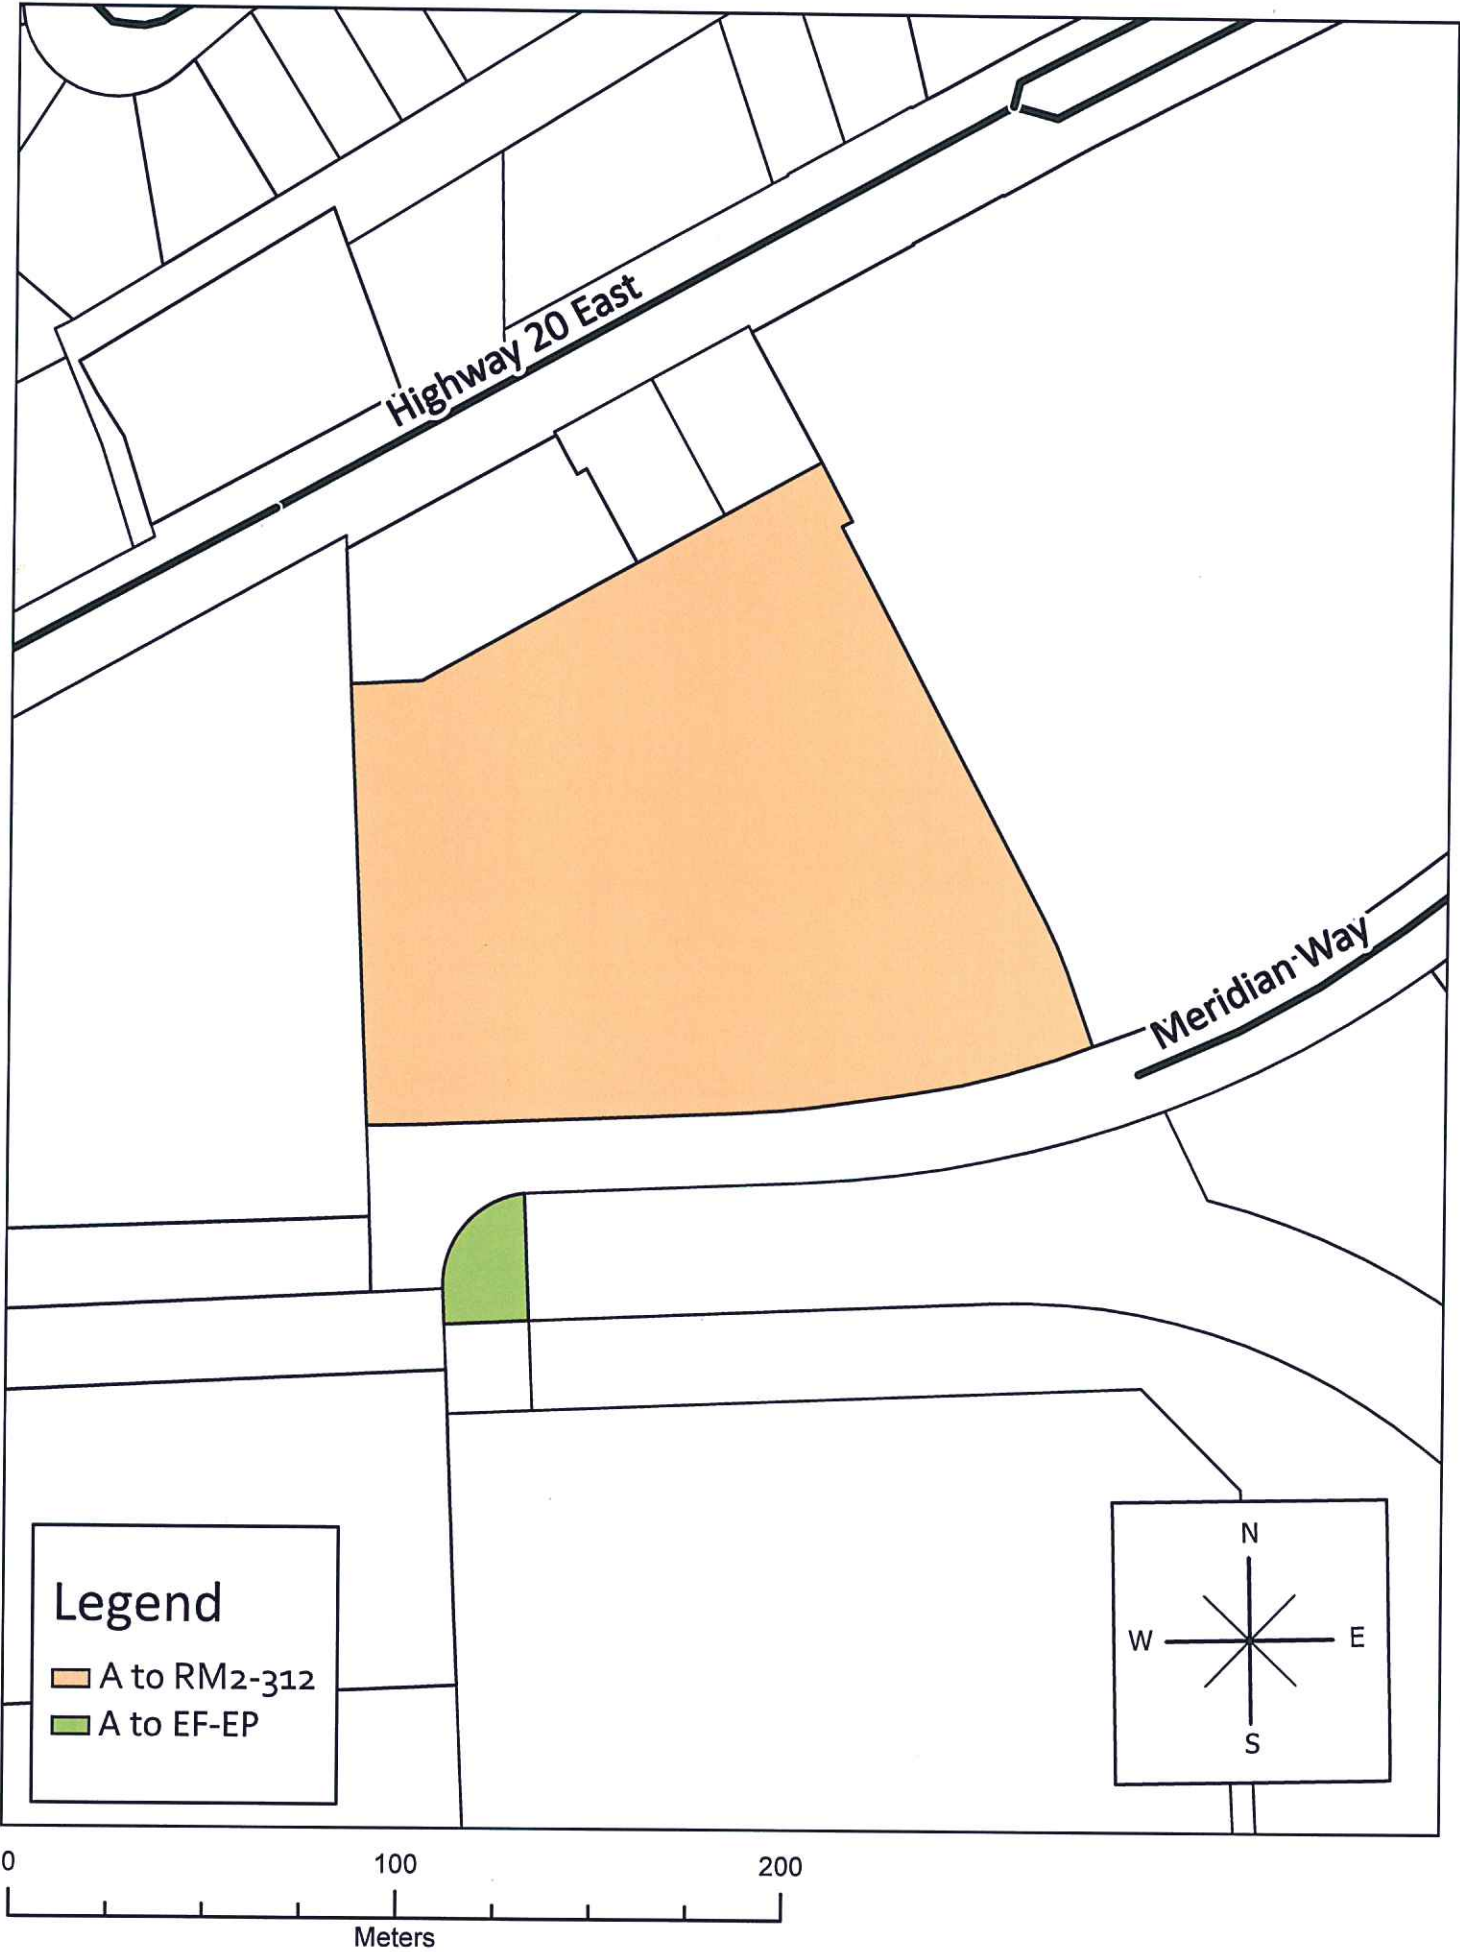 Highway 20 East
Meridian Way
Legend
A to RM2-312
A to EF-EP
N
W E
S
0 100 200
Meters